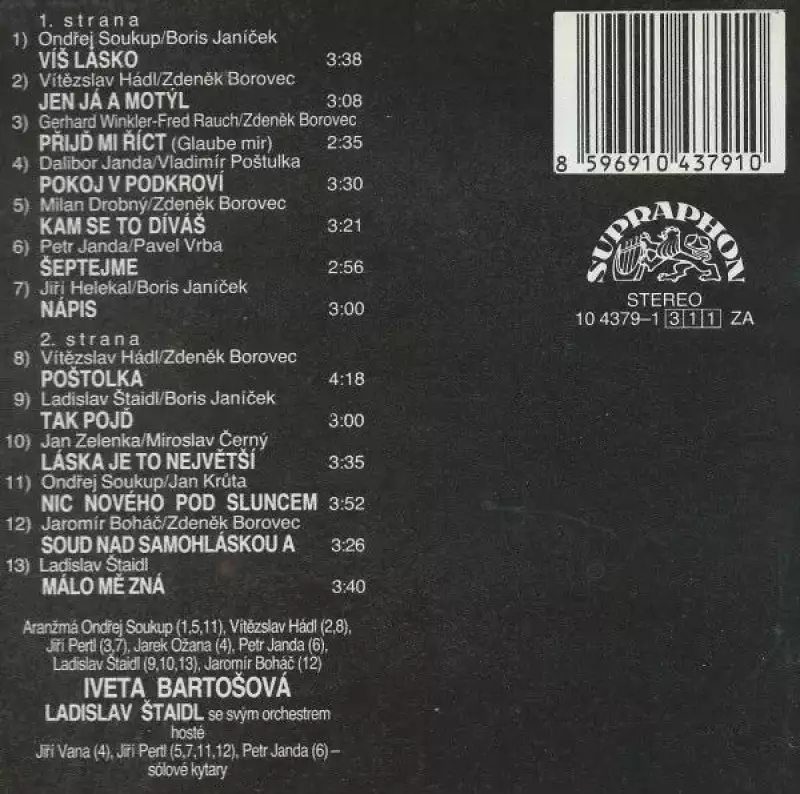 1. strana
1) Ondřej Soukup/Boris Janíček
VÍŠ LÁSKO 3:38
2) Vítězslav Hádl/Zdeněk Borovec
JEN JÁ A MOTÝL 3:08
3) Gerhard Winkler-Fred Rauch/Zdeněk Borovec
PŘIJĎ MI ŘÍCT (Glaube mir) 2:35
4) Dalibor Janda/Vladimír Poštulka
POKOJ V PODKROVÍ 3:30
5) Milan Drobný/Zdeněk Borovec
KAM SE TO DÍVÁŠ 3:21
6) Petr Janda/Pavel Vrba
ŠEPTEJME 2:56
7) Jiří Helekal/Boris Janíček
NÁPIS 3:00
2. strana
8) Vítězslav Hádl/Zdeněk Borovec
POŠTOLKA 4:18
9) Ladislav Štaidl/Boris Janíček
TAK POJĎ 3:00
10) Jan Zelenka/Miroslav Černý
LÁSKA JE TO NEJVĚTŠÍ 3:35
11) Ondřej Soukup/Jan Krůta
NIC NOVÉHO POD SLUNCEM 3:52
12) Jaromír Boháč/Zdeněk Borovec
SOUD NAD SAMOHLÁSKOU A 3:26
13) Ladislav Štaidl
MÁLO MĚ ZNÁ 3:40
Aranžmá Ondřej Soukup (1,5,11), Vítězslav Hádl (2,8),
Jiří Pertl (3,7), Jarek Ožana (4), Petr Janda (6),
Ladislav Štaidl (9,10,13), Jaromír Boháč (12)
IVETA BARTOŠOVÁ
LADISLAV ŠTAIDL se svým orchestrem
hosté
Jiří Vana (4), Jiří Pertl (5,7,11,12), Petr Janda (6) –
sólové kytary
8 596910 437910
SUPRAPHON
STEREO
10 4379-1 311 ZA